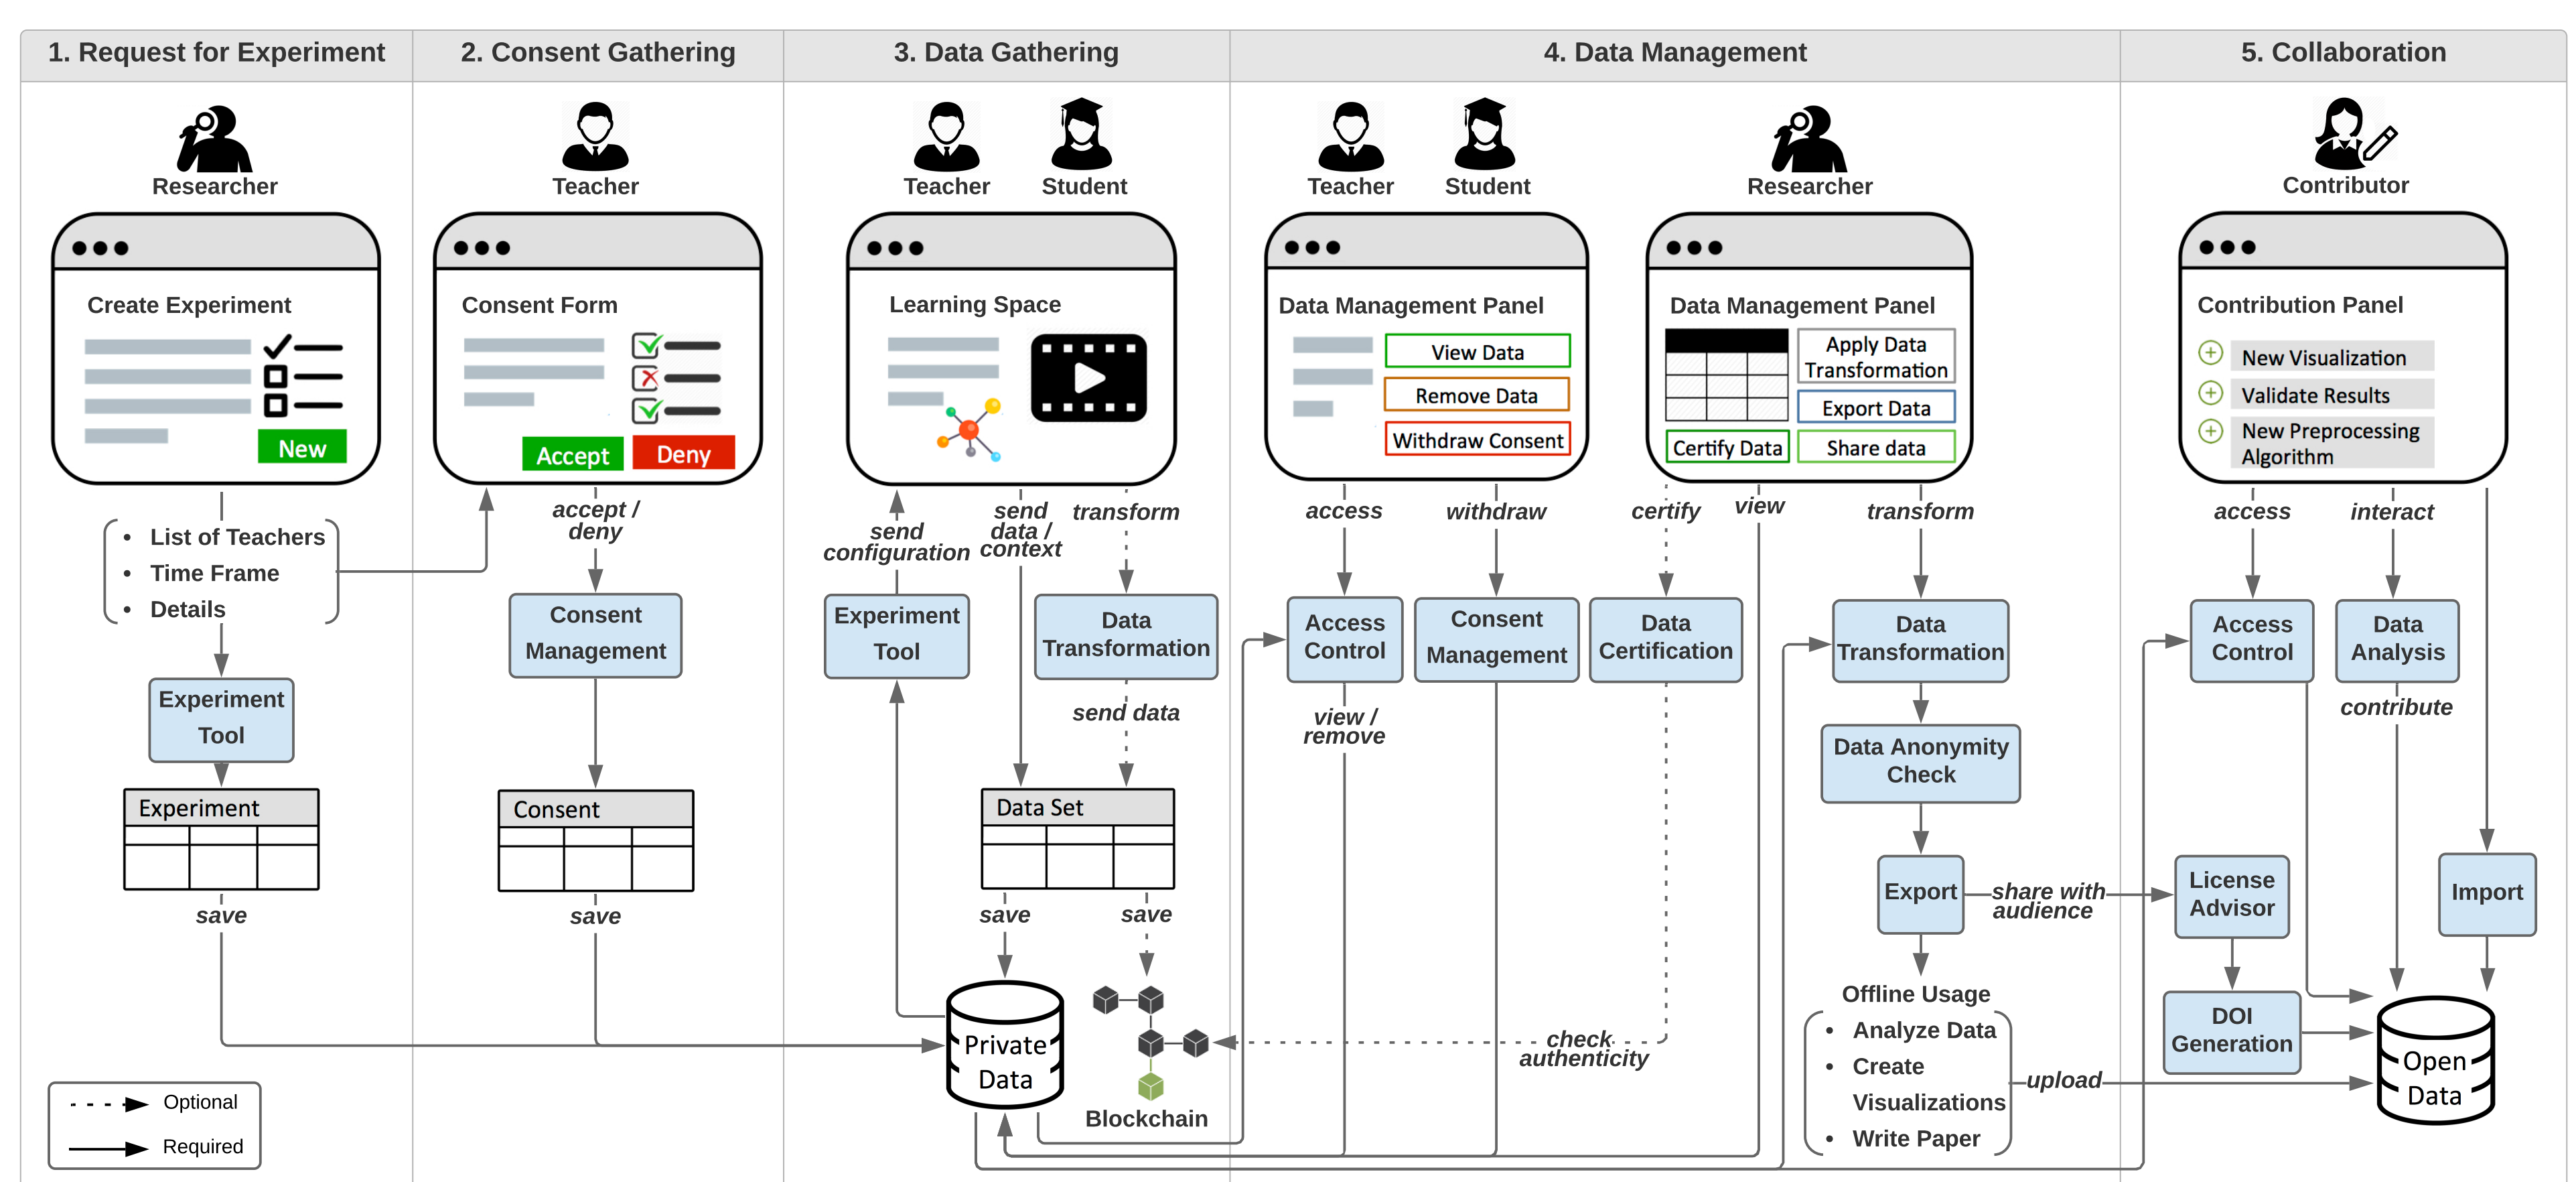 1. Request for Experiment
2. Consent Gathering
3. Data Gathering
4. Data Management
5. Collaboration
Researcher
Create Experiment
New
• List of Teachers
• Time Frame
• Details
Experiment
Tool
Experiment
save
Optional
Required
Teacher
Consent Form
Accept
Deny
accept /
deny
Consent
Management
Consent
save
Teacher
Student
Learning Space
send
configuration
send
data /
context
transform
Experiment
Tool
Data
Transformation
send data
Data Set
save
save
Private
Data
Blockchain
Teacher
Student
Data Management Panel
View Data
Remove Data
Withdraw Consent
access
withdraw
Access
Control
Consent
Management
view /
remove
Researcher
Data Management Panel
Apply Data
Transformation
Export Data
Certify Data
Share data
certify
view
transform
Data
Certification
Data
Transformation
Data Anonymity
Check
Export
share with
audience
check
authenticity
Offline Usage
• Analyze Data
• Create
Visualizations
• Write Paper
upload
Contributor
Contribution Panel
New Visualization
Validate Results
New Preprocessing
Algorithm
access
interact
Access
Control
Data
Analysis
contribute
License
Advisor
Import
DOI
Generation
Open
Data